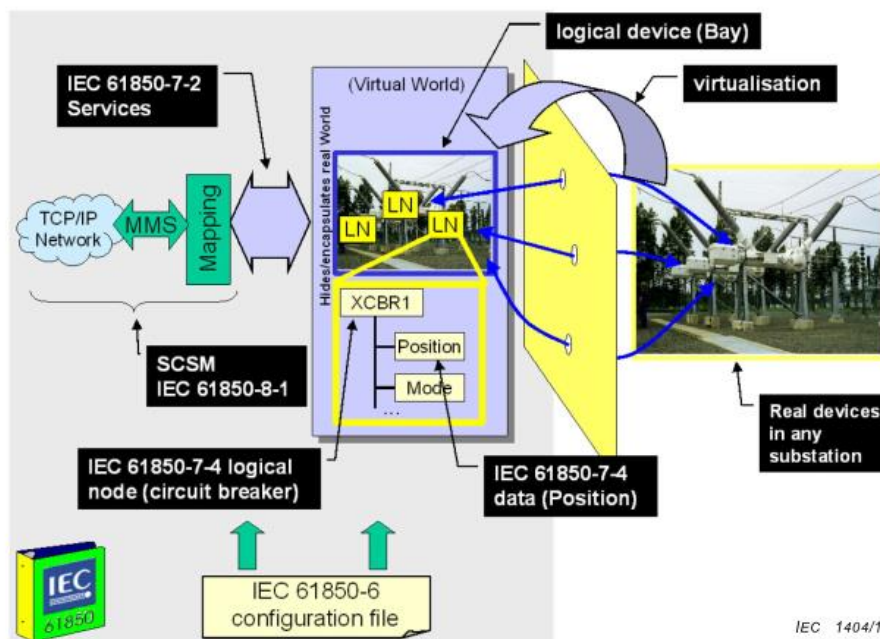 logical device (Bay)
IEC 61850-7-2
Services
(Virtual World)
virtualisation
Hides/encapsulates real World
LN
LN
LN
TCP/IP
Network
MMS
Mapping
XCBR1
Position
Mode
...
SCSM
IEC 61850-8-1
Real devices
in any
substation
IEC 61850-7-4 logical
node (circuit breaker)
IEC 61850-7-4
data (Position)
IEC 61850-6
configuration file
IEC
61850
IEC 1404/1